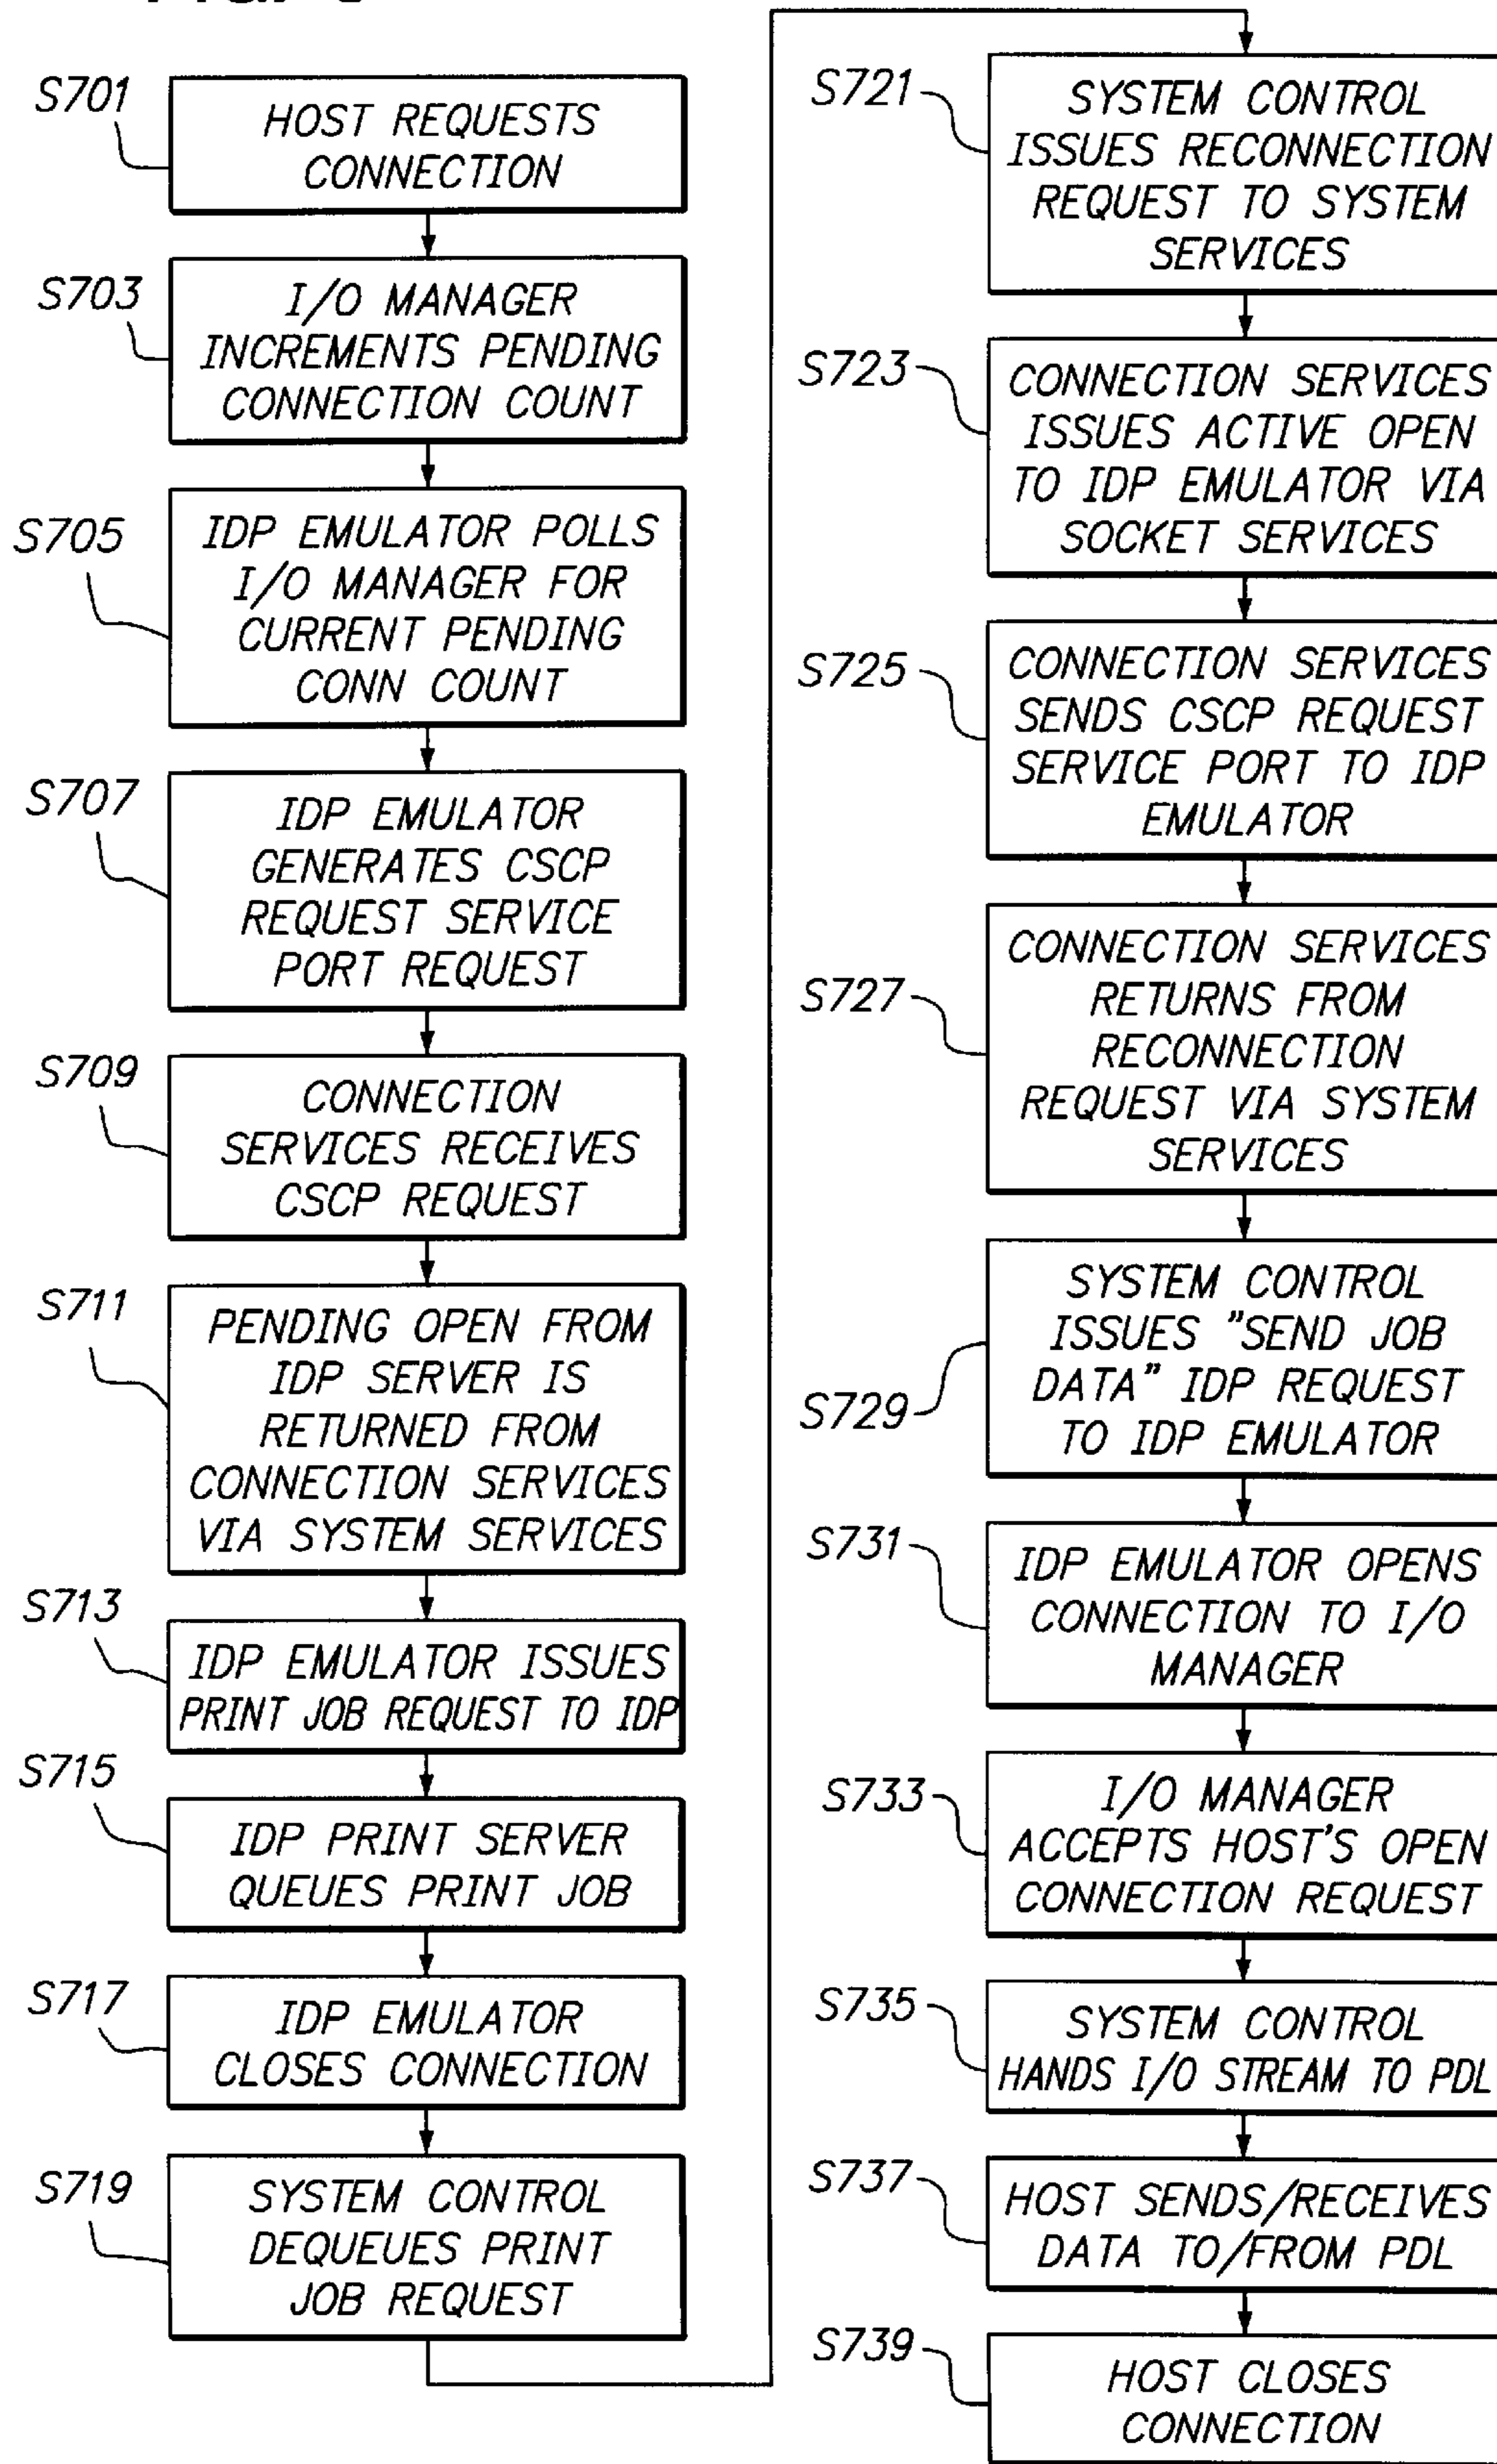 S701
HOST REQUESTS
CONNECTION
S703
I/O MANAGER
INCREMENTS PENDING
CONNECTION COUNT
S705
IDP EMULATOR POLLS
I/O MANAGER FOR
CURRENT PENDING
CONN COUNT
S707
IDP EMULATOR
GENERATES CSCP
REQUEST SERVICE
PORT REQUEST
S709
CONNECTION
SERVICES RECEIVES
CSCP REQUEST
S711
PENDING OPEN FROM
IDP SERVER IS
RETURNED FROM
CONNECTION SERVICES
VIA SYSTEM SERVICES
S713
IDP EMULATOR ISSUES
PRINT JOB REQUEST TO IDP
S715
IDP PRINT SERVER
QUEUES PRINT JOB
S717
IDP EMULATOR
CLOSES CONNECTION
S719
SYSTEM CONTROL
DEQUEUES PRINT
JOB REQUEST
S721
SYSTEM CONTROL
ISSUES RECONNECTION
REQUEST TO SYSTEM
SERVICES
S723
CONNECTION SERVICES
ISSUES ACTIVE OPEN
TO IDP EMULATOR VIA
SOCKET SERVICES
S725
CONNECTION SERVICES
SENDS CSCP REQUEST
SERVICE PORT TO IDP
EMULATOR
S727
CONNECTION SERVICES
RETURNS FROM
RECONNECTION
REQUEST VIA SYSTEM
SERVICES
S729
SYSTEM CONTROL
ISSUES "SEND JOB
DATA" IDP REQUEST
TO IDP EMULATOR
S731
IDP EMULATOR OPENS
CONNECTION TO I/O
MANAGER
S733
I/O MANAGER
ACCEPTS HOST'S OPEN
CONNECTION REQUEST
S735
SYSTEM CONTROL
HANDS I/O STREAM TO PDL
S737
HOST SENDS/RECEIVES
DATA TO/FROM PDL
S739
HOST CLOSES
CONNECTION